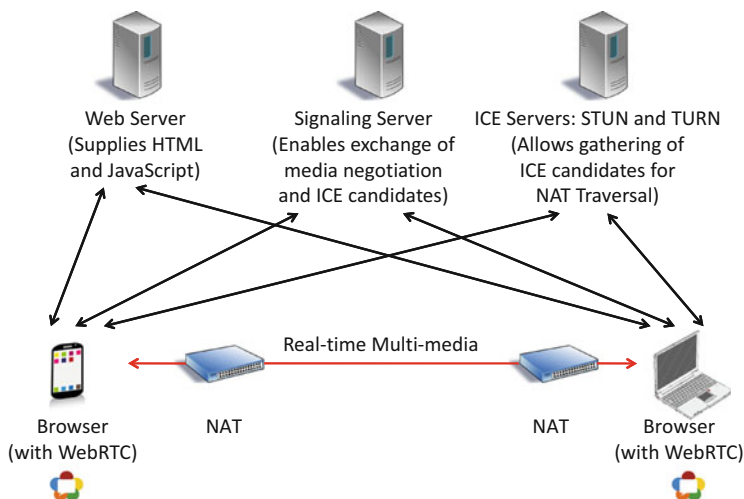 Web Server
(Supplies HTML
and JavaScript)
Signaling Server
(Enables exchange of
media negotiation
and ICE candidates)
ICE Servers: STUN and TURN
(Allows gathering of
ICE candidates for
NAT Traversal)
Real-time Multi-media
Browser
(with WebRTC)
NAT
NAT
Browser
(with WebRTC)